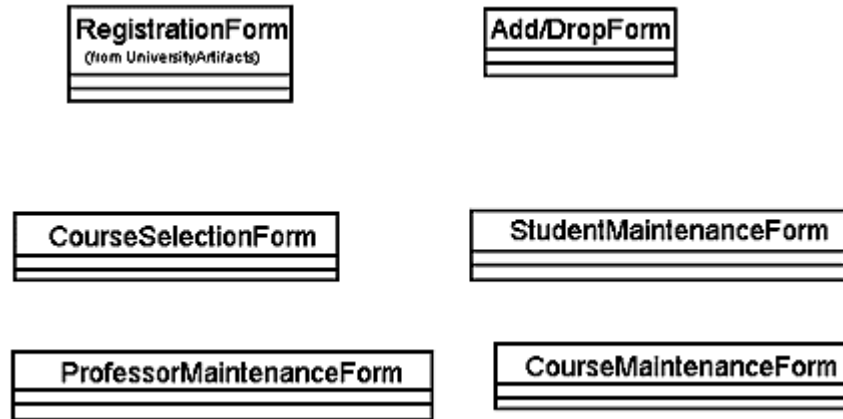 RegistrationForm
(from UniversityArtifacts)
Add/DropForm
CourseSelectionForm
StudentMaintenanceForm
ProfessorMaintenanceForm
CourseMaintenanceForm